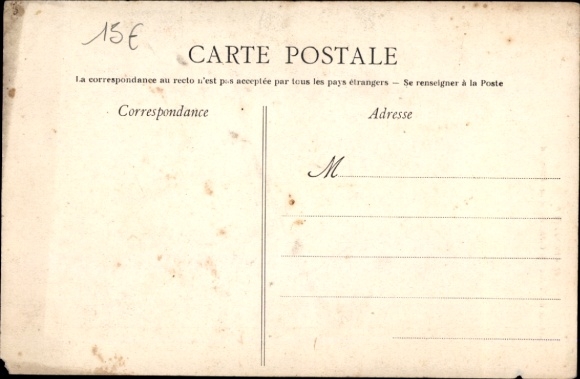 15€
CARTE POSTALE
La correspondance au recto n'est pas acceptée par tous les pays étrangers — Se renseigner à la Poste
Correspondance
Adresse
M